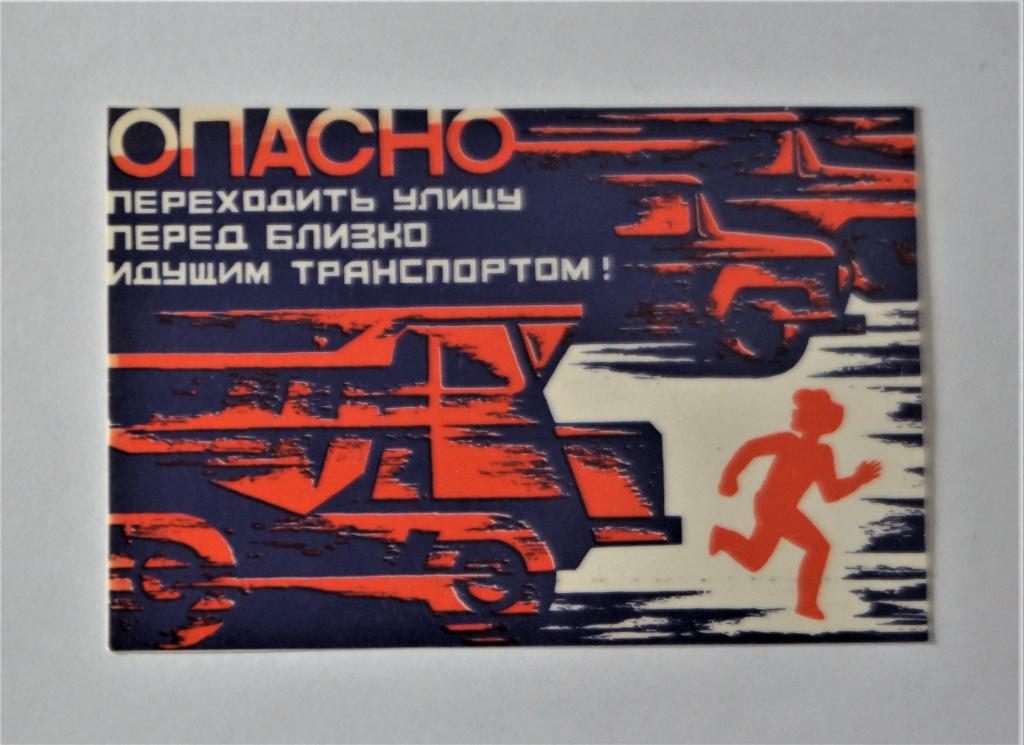 ОПАСНО
ПЕРЕХОДИТЬ УЛИЦУ
ПЕРЕД БЛИЗКО
ИДУЩИМ ТРАНСПОРТОМ!